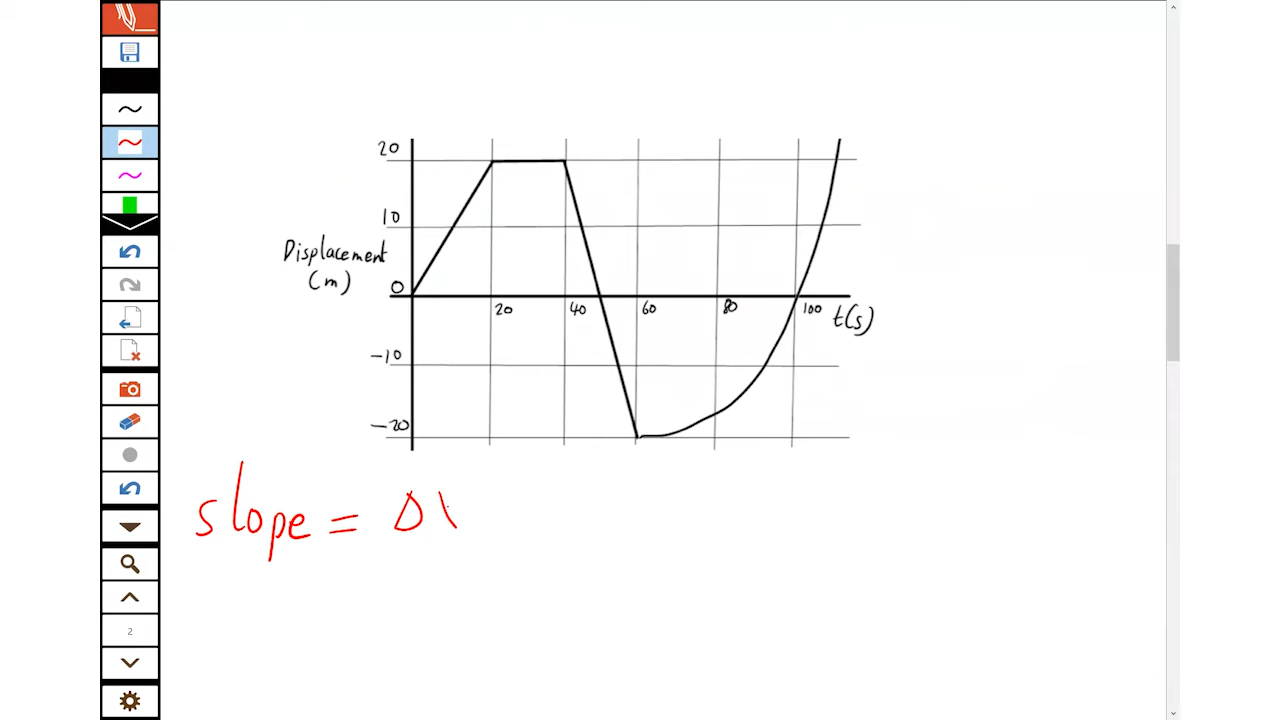 20
10
Displacement
(m)
0
20 40 60 80 100 t(s)
-10
-20
slope = Δ
2